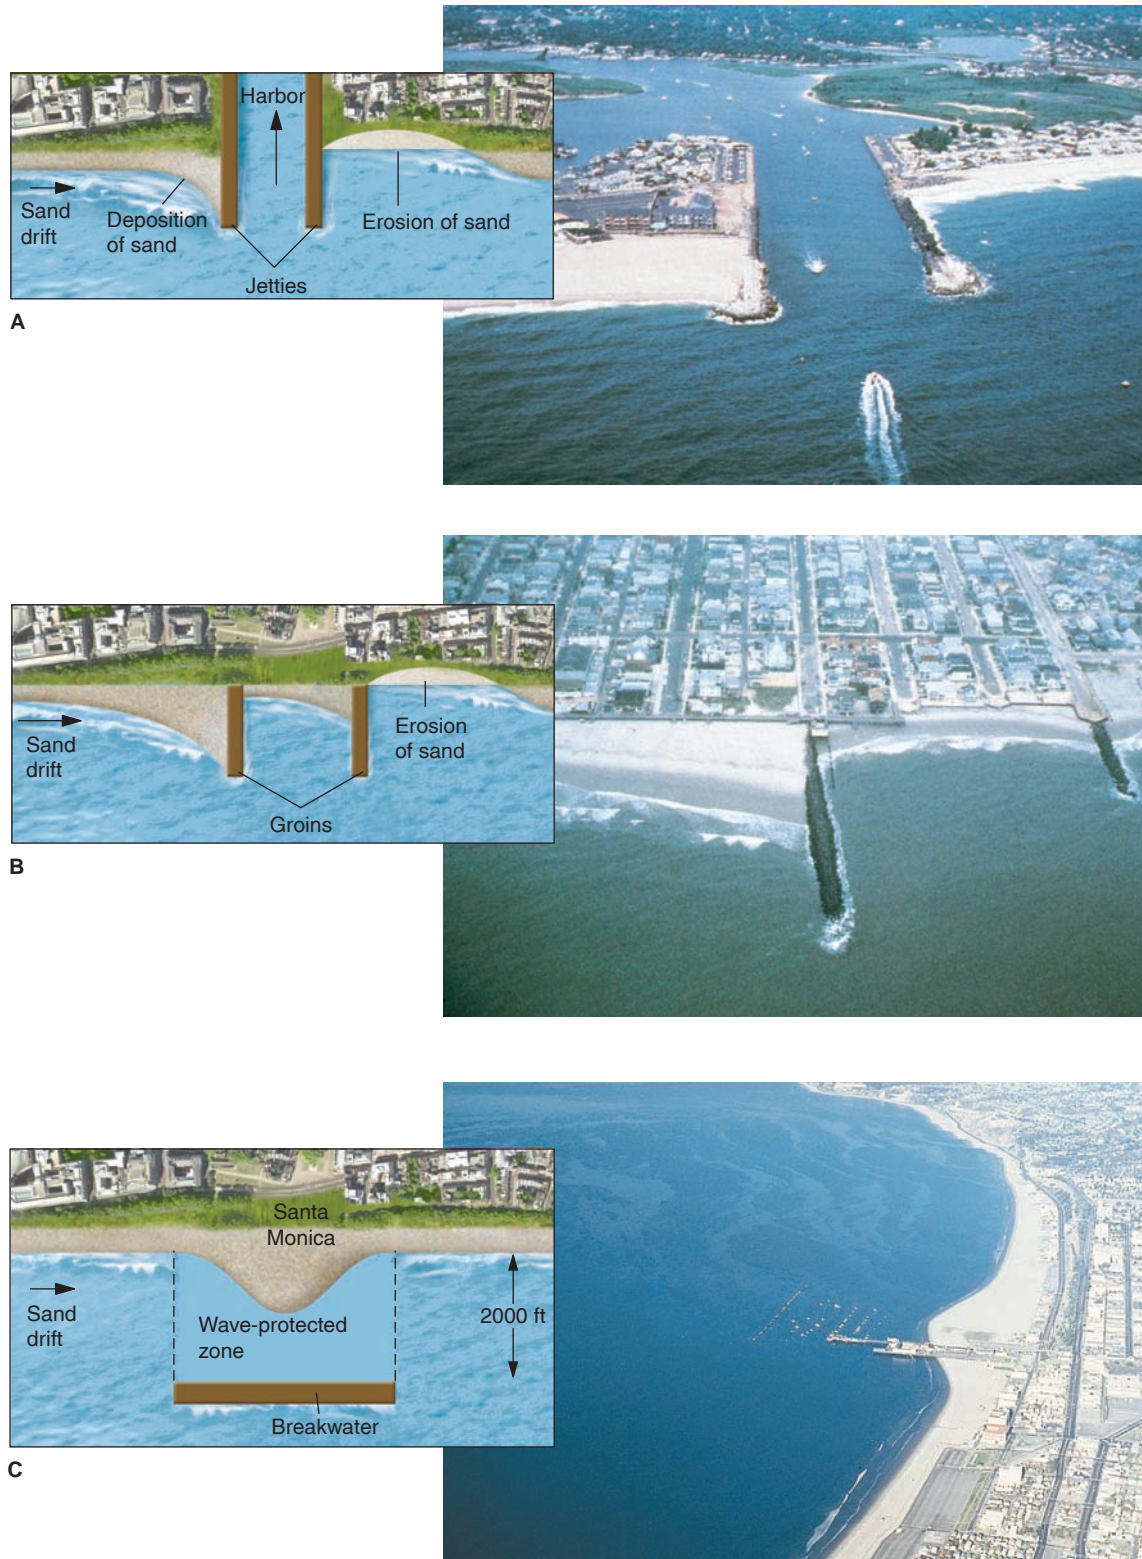 Harbor
Sand
drift
Deposition
of sand
Erosion of sand
Jetties
A
Sand
drift
Erosion
of sand
Groins
B
Santa
Monica
Sand
drift
Wave-protected
zone
2000 ft
Breakwater
C